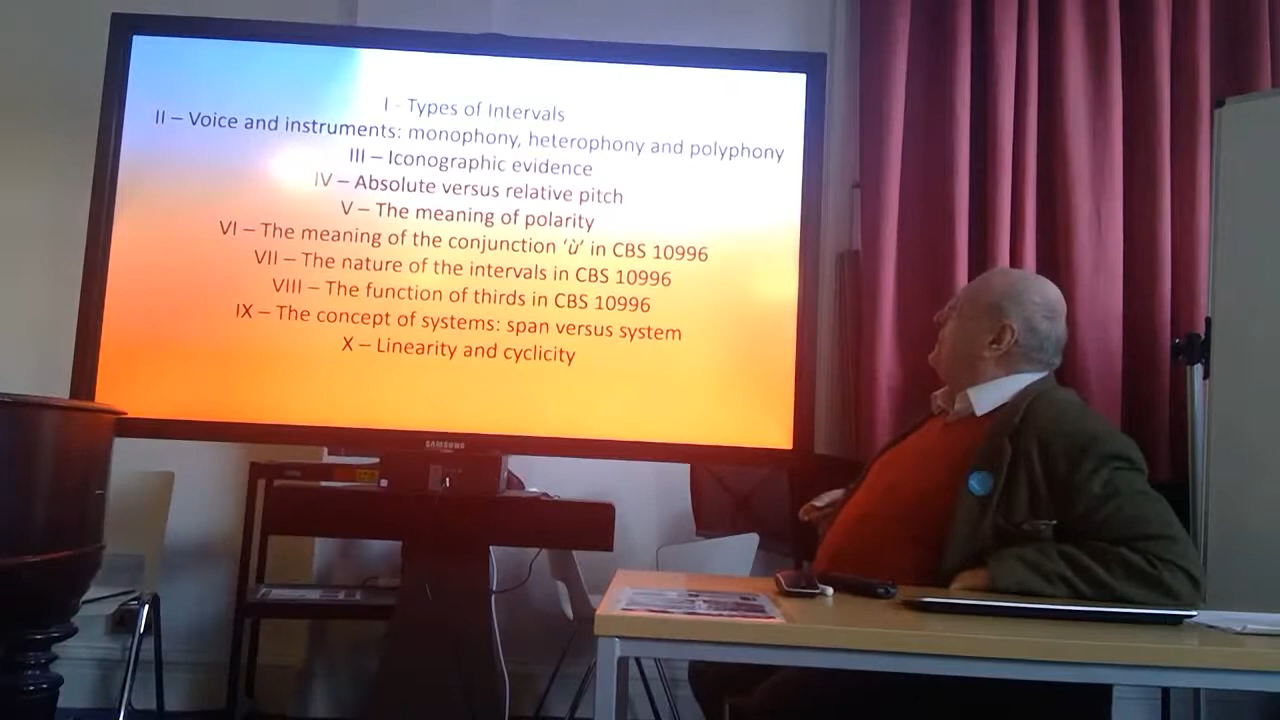 I - Types of Intervals
II – Voice and instruments: monophony, heterophony and polyphony
III – Iconographic evidence
IV – Absolute versus relative pitch
V – The meaning of polarity
VI – The meaning of the conjunction ‘ù’ in CBS 10996
VII – The nature of the intervals in CBS 10996
VIII – The function of thirds in CBS 10996
IX – The concept of systems: span versus system
X – Linearity and cyclicity
SAMSUNG